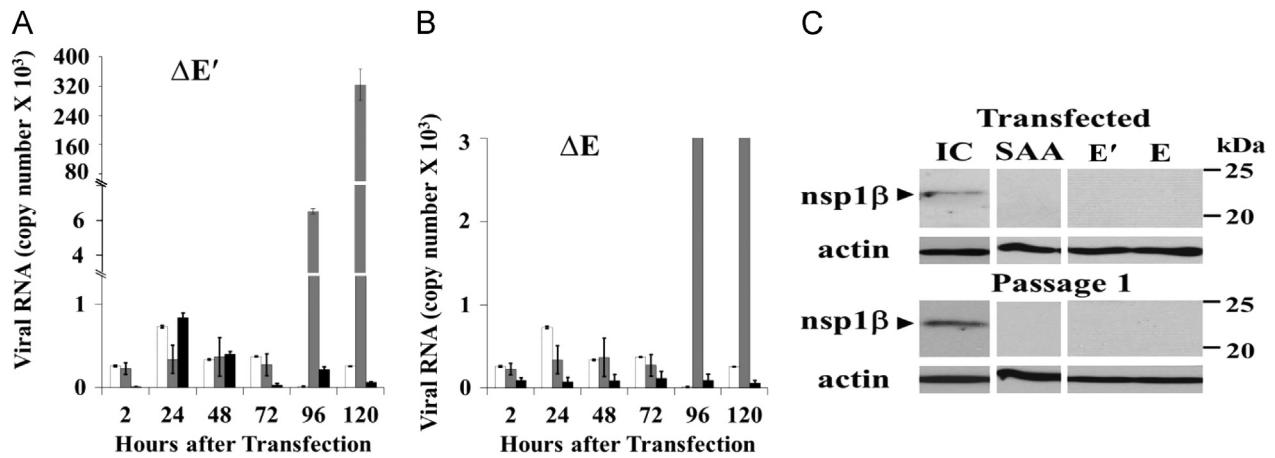 A
Viral RNA (copy number X 10³)
400
320
240
160
80
6
4
1
0
ΔE′
2 24 48 72 96 120
Hours after Transfection
B
Viral RNA (copy number X 10³)
3
2
1
0
ΔE
2 24 48 72 96 120
Hours after Transfection
C
Transfected
IC SAA E′ E kDa
nsp1β
25
20
actin
Passage 1
nsp1β
25
20
actin